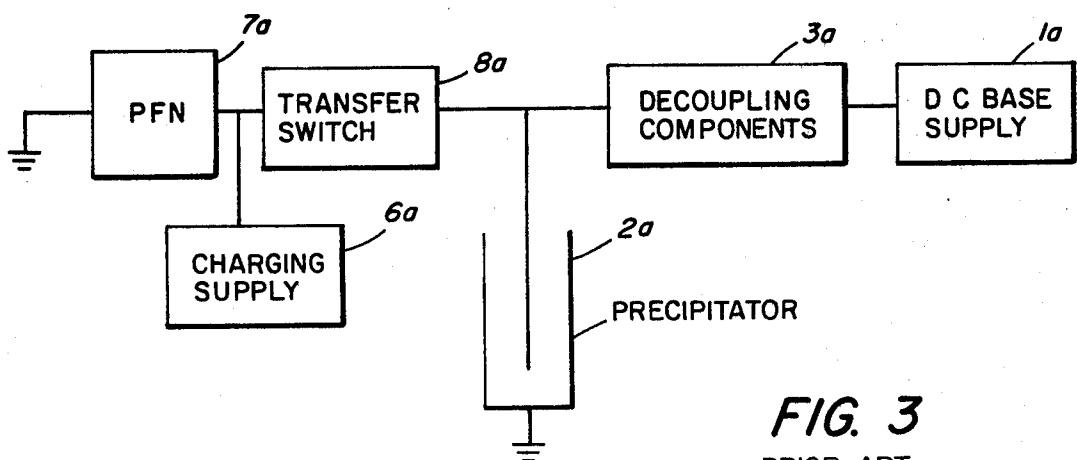 7a
PFN
8a
TRANSFER
SWITCH
3a
DECOUPLING
COMPONENTS
1a
D C BASE
SUPPLY
6a
CHARGING
SUPPLY
2a
PRECIPITATOR
FIG. 3
PRIOR ART